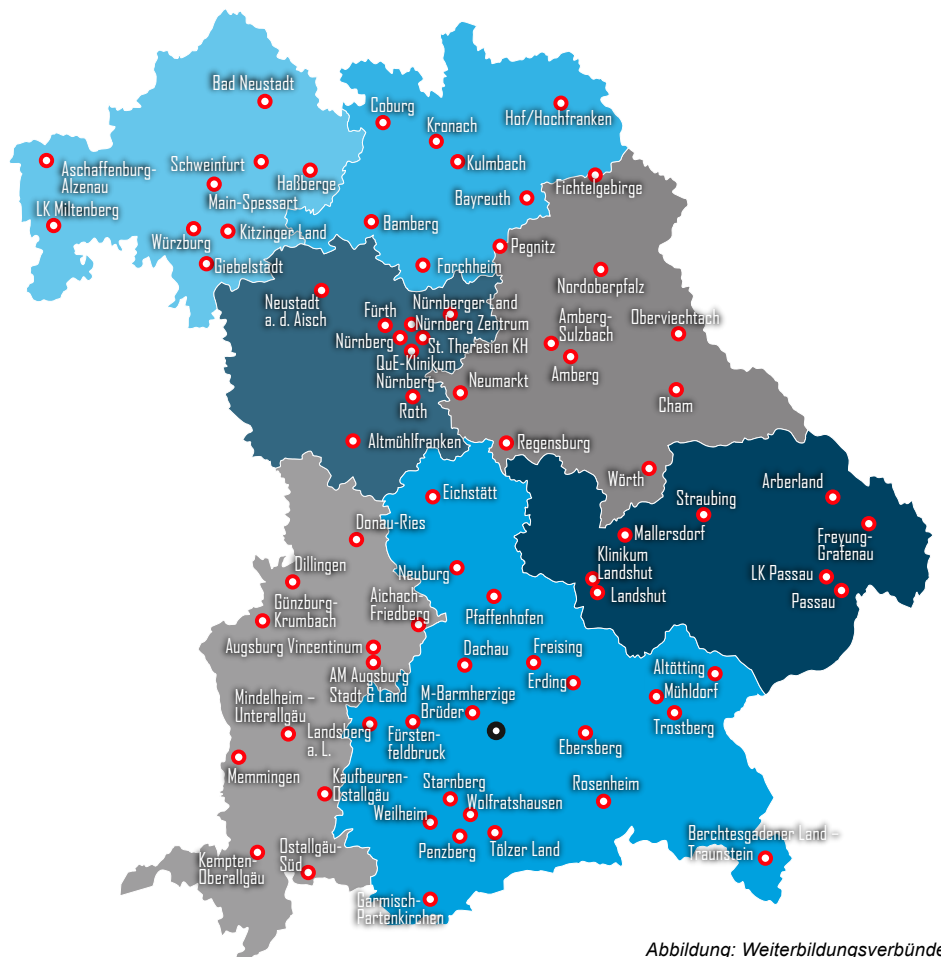 Bad Neustadt
Coburg
Hof/Hochfranken
Kronach
Kulmbach
Aschaffenburg-
Alzenau
Schweinfurt
Haßberge
Main-Spessart
Fichtelgebirge
Bayreuth
LK Miltenberg
Würzburg
Kitzinger Land
Bamberg
Giebelstadt
Pegnitz
Forchheim
Nordoberpfalz
Neustadt
a. d. Aisch
Fürth
Nürnberger Land
Nürnberg Zentrum
Nürnberg
St. Theresien KH
QuE-Klinikum
Nürnberg
Roth
Amberg-
Sulzbach
Amberg
Oberviechtach
Neumarkt
Cham
Altmühlfranken
Regensburg
Wörth
Eichstätt
Straubing
Arberland
Mallersdorf
Freyung-
Grafenau
Donau-Ries
Klinikum
Landshut
Landshut
LK Passau
Passau
Dillingen
Neuburg
Günzburg-
Krumbach
Aichach-
Friedberg
Pfaffenhofen
Augsburg Vincentinum
AM Augsburg
Stadt & Land
Dachau
Freising
Erding
Altötting
Mühldorf
Trostberg
Mindelheim –
Unterallgäu
Landsberg
a. L.
M-Barmherzige
Brüder
Fürsten-
feldbruck
Ebersberg
Memmingen
Kaufbeuren-
Ostallgäu
Starnberg
Wolfratshausen
Weilheim
Penzberg
Tölzer Land
Rosenheim
Berchtesgadener Land –
Traunstein
Kempten-
Oberallgäu
Ostallgäu-
Süd
Garmisch-
Partenkirchen
Abbildung: Weiterbildungsverbünde